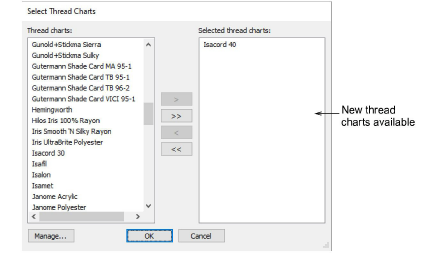 Select Thread Charts
Thread charts:
Gunold+Stickma Sierra
Gunold+Stickma Sulky
Gutermann Shade Card MA 95-1
Gutermann Shade Card TB 95-1
Gutermann Shade Card TB 96-2
Gutermann Shade Card VICI 95-1
Hemingworth
Hilos Iris 100% Rayon
Iris Smooth 'N Silky Rayon
Iris UltraBrite Polyester
Isacord 30
Isafil
Isalon
Isamet
Janome Acrylic
Janome Polyester
>
>>
<
<<
Selected thread charts:
Isacord 40
New thread
charts available
Manage...
OK
Cancel